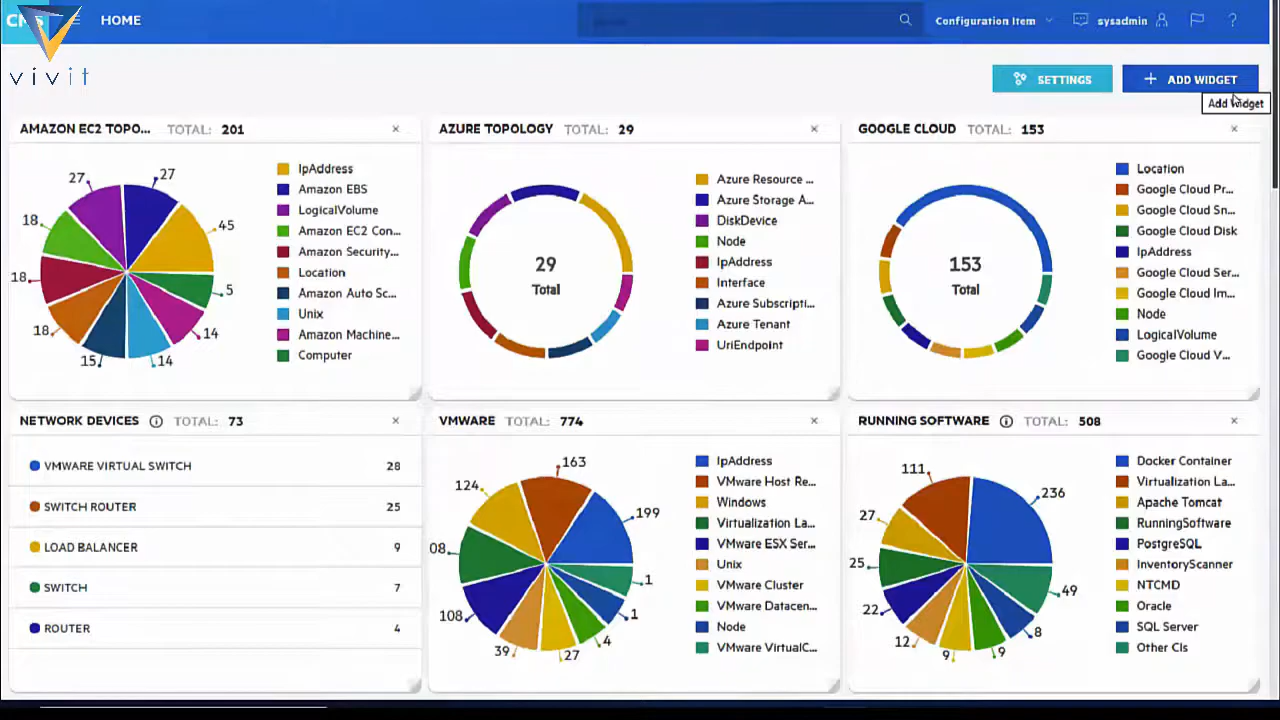 HOME
Search
Configuration Item
sysadmin
?
vivit
SETTINGS
+ ADD WIDGET
Add Widget
AMAZON EC2 TOPO... TOTAL: 201
27
27
18
45
18
5
18
14
15
14
IpAddress
Amazon EBS
LogicalVolume
Amazon EC2 Con...
Amazon Security...
Location
Amazon Auto Sc...
Unix
Amazon Machine...
Computer
AZURE TOPOLOGY TOTAL: 29
29
Total
Azure Resource ...
Azure Storage A...
DiskDevice
Node
IpAddress
Interface
Azure Subscripti...
Azure Tenant
UriEndpoint
GOOGLE CLOUD TOTAL: 153
153
Total
Location
Google Cloud Pr...
Google Cloud Sn...
Google Cloud Disk
IpAddress
Google Cloud Ser...
Google Cloud Im...
Node
LogicalVolume
Google Cloud V...
NETWORK DEVICES TOTAL: 73
VMWARE VIRTUAL SWITCH 28
SWITCH ROUTER 25
LOAD BALANCER 9
SWITCH 7
ROUTER 4
VMWARE TOTAL: 774
163
124
199
08
1
108
1
39
27
4
IpAddress
VMware Host Re...
Windows
Virtualization La...
VMware ESX Ser...
Unix
VMware Cluster
VMware Datacen...
Node
VMware VirtualC...
RUNNING SOFTWARE TOTAL: 508
111
236
27
25
49
22
8
12
9
9
Docker Container
Virtualization La...
Apache Tomcat
RunningSoftware
PostgreSQL
InventoryScanner
NTCMD
Oracle
SQL Server
Other CIs